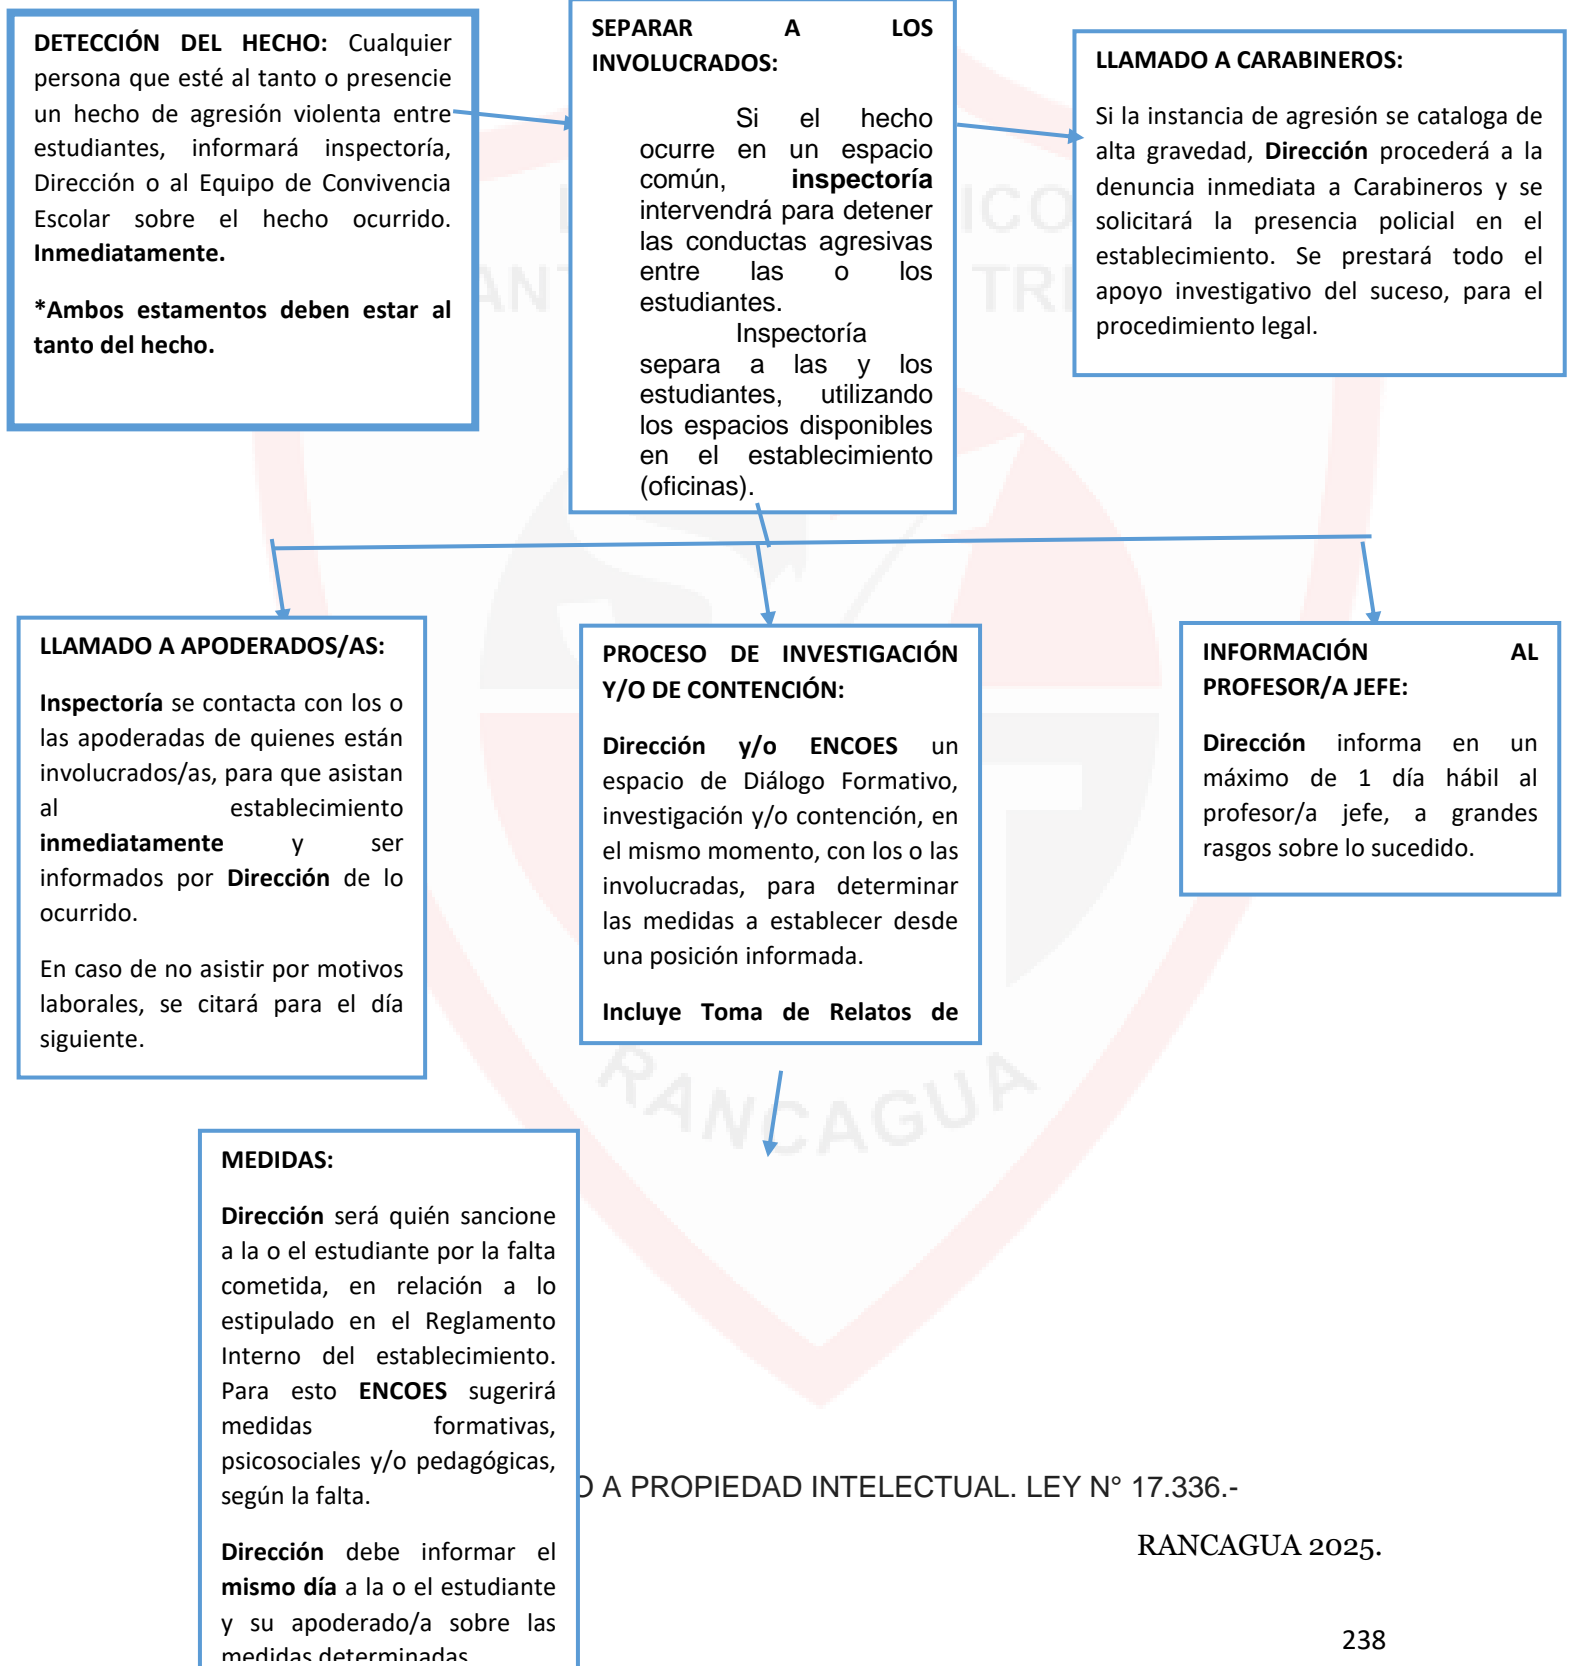 DETECCIÓN DEL HECHO: Cualquier
persona que esté al tanto o presencie
un hecho de agresión violenta entre
estudiantes, informará inspectoría,
Dirección o al Equipo de Convivencia
Escolar sobre el hecho ocurrido.
Inmediatamente.
*Ambos estamentos deben estar al
tanto del hecho.
SEPARAR A LOS
INVOLUCRADOS:
Si el hecho
ocurre en un espacio
común, inspectoría
intervendrá para detener
las conductas agresivas
entre las o los
estudiantes.
Inspectoría
separa a las y los
estudiantes, utilizando
los espacios disponibles
en el establecimiento
(oficinas).
LLAMADO A CARABINEROS:
Si la instancia de agresión se cataloga de
alta gravedad, Dirección procederá a la
denuncia inmediata a Carabineros y se
solicitará la presencia policial en el
establecimiento. Se prestará todo el
apoyo investigativo del suceso, para el
procedimiento legal.
LLAMADO A APODERADOS/AS:
Inspectoría se contacta con los o
las apoderadas de quienes están
involucrados/as, para que asistan
al establecimiento
inmediatamente y ser
informados por Dirección de lo
ocurrido.
En caso de no asistir por motivos
laborales, se citará para el día
siguiente.
PROCESO DE INVESTIGACIÓN
Y/O DE CONTENCIÓN:
Dirección y/o ENCOES un
espacio de Diálogo Formativo,
investigación y/o contención, en
el mismo momento, con los o las
involucradas, para determinar
las medidas a establecer desde
una posición informada.
Incluye Toma de Relatos de
INFORMACIÓN AL
PROFESOR/A JEFE:
Dirección informa en un
máximo de 1 día hábil al
profesor/a jefe, a grandes
rasgos sobre lo sucedido.
RANCAGUA
MEDIDAS:
Dirección será quién sancione
a la o el estudiante por la falta
cometida, en relación a lo
estipulado en el Reglamento
Interno del establecimiento.
Para esto ENCOES sugerirá
medidas formativas,
psicosociales y/o pedagógicas,
según la falta.
Dirección debe informar el
mismo día a la o el estudiante
y su apoderado/a sobre las
medidas determinadas
A PROPIEDAD INTELECTUAL. LEY N° 17.336.-
RANCAGUA 2025.
238